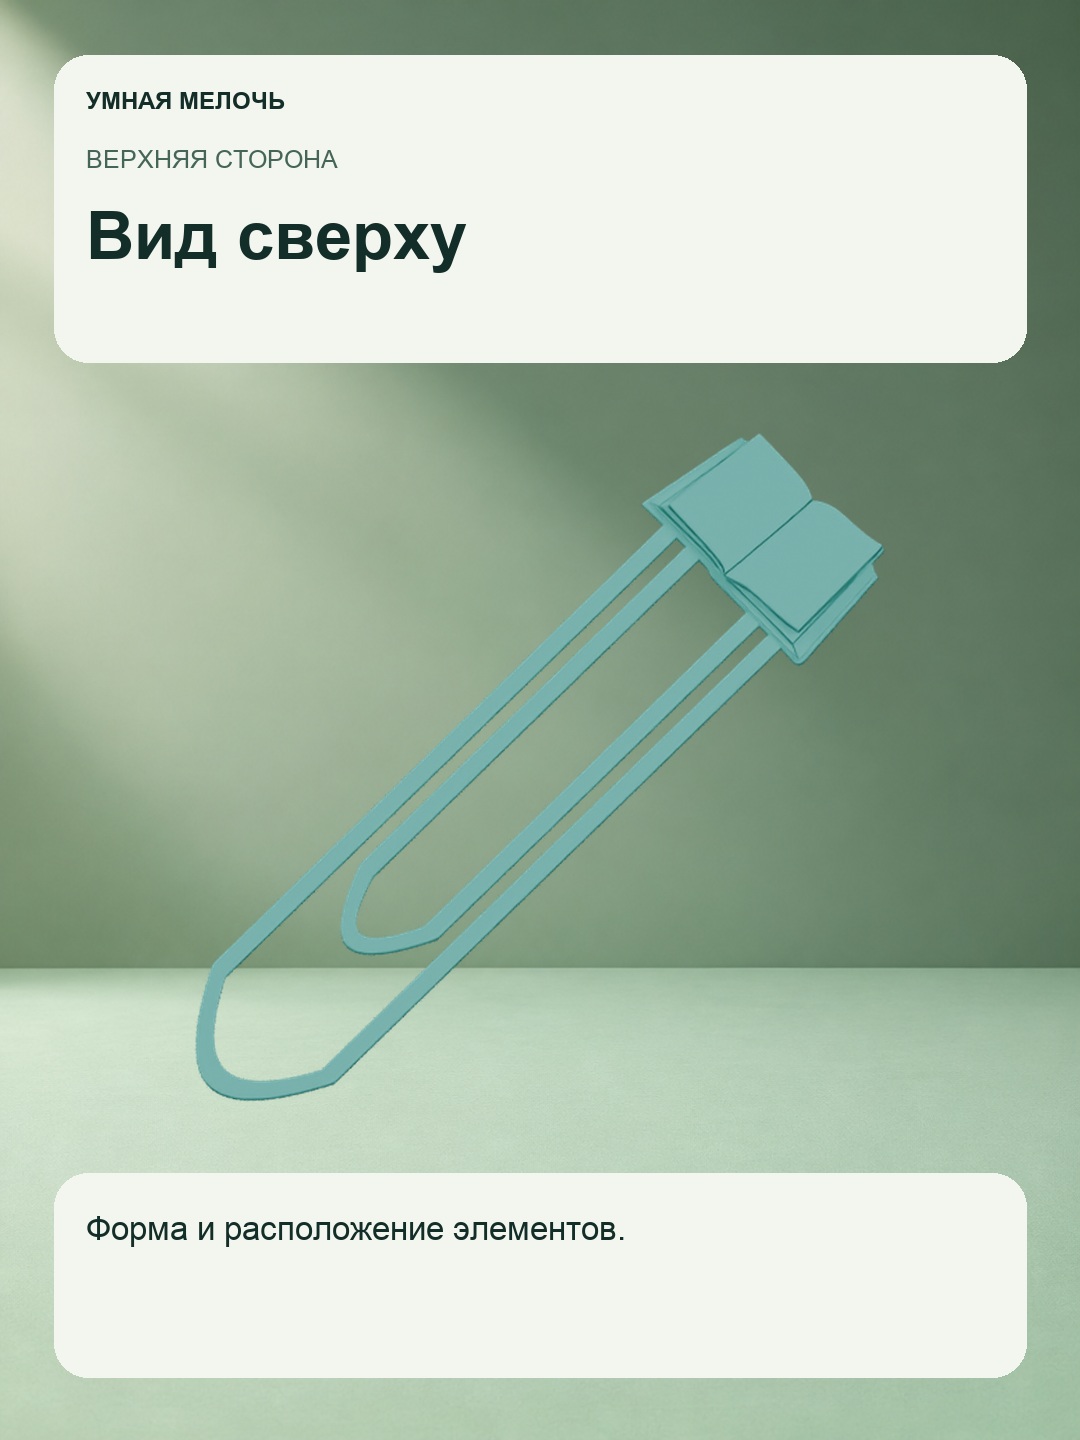 УМНАЯ МЕЛОЧЬ
ВЕРХНЯЯ СТОРОНА
Вид сверху
Форма и расположение элементов.